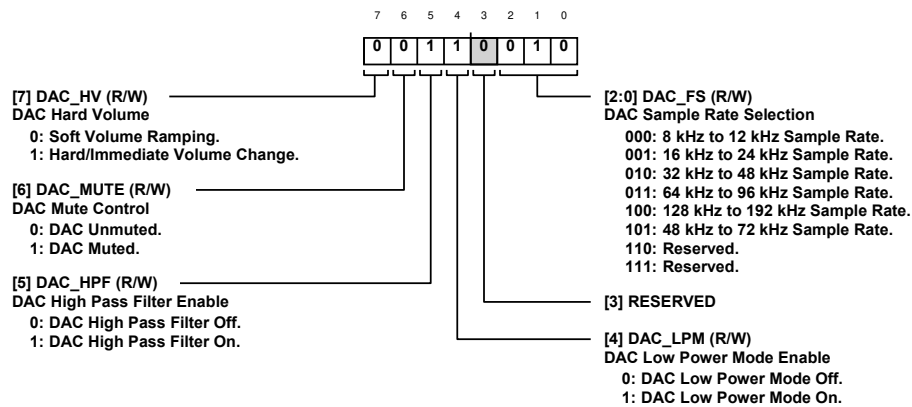 7 6 5 4 3 2 1 0
0 0 1 1 0 0 1 0
[7] DAC_HV (R/W)
DAC Hard Volume
0: Soft Volume Ramping.
1: Hard/Immediate Volume Change.
[6] DAC_MUTE (R/W)
DAC Mute Control
0: DAC Unmuted.
1: DAC Muted.
[5] DAC_HPF (R/W)
DAC High Pass Filter Enable
0: DAC High Pass Filter Off.
1: DAC High Pass Filter On.
[2:0] DAC_FS (R/W)
DAC Sample Rate Selection
000: 8 kHz to 12 kHz Sample Rate.
001: 16 kHz to 24 kHz Sample Rate.
010: 32 kHz to 48 kHz Sample Rate.
011: 64 kHz to 96 kHz Sample Rate.
100: 128 kHz to 192 kHz Sample Rate.
101: 48 kHz to 72 kHz Sample Rate.
110: Reserved.
111: Reserved.
[3] RESERVED
[4] DAC_LPM (R/W)
DAC Low Power Mode Enable
0: DAC Low Power Mode Off.
1: DAC Low Power Mode On.